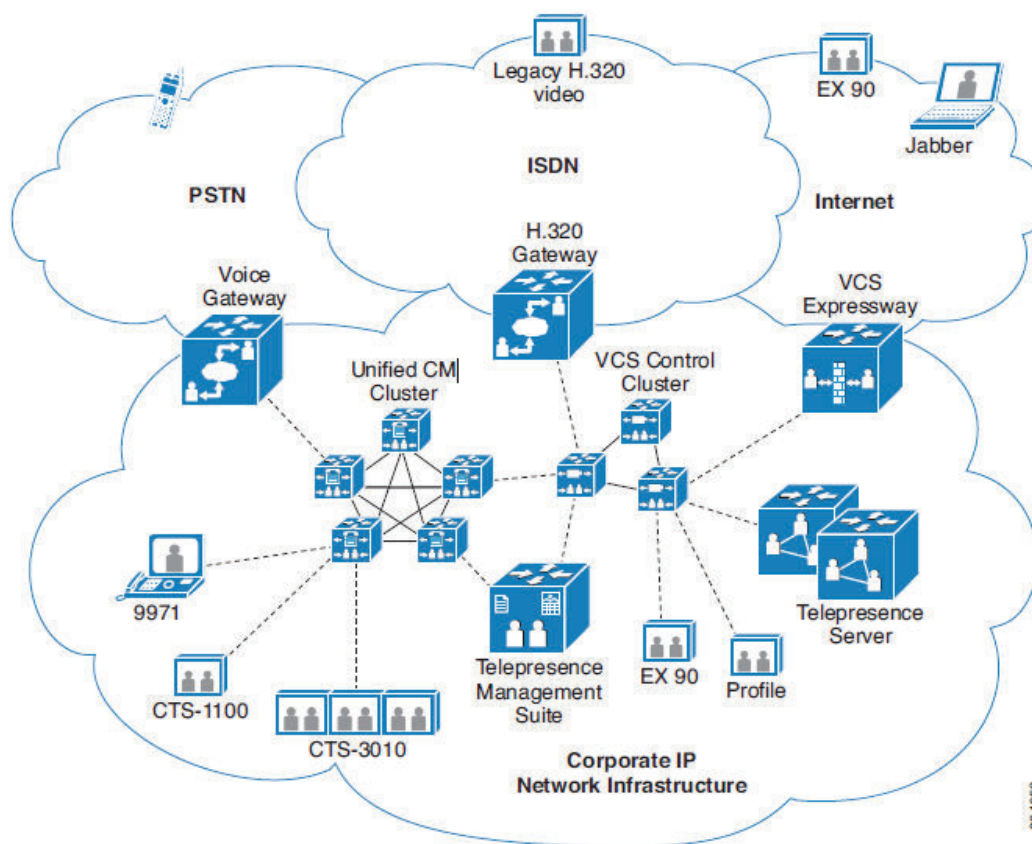 Legacy H.320
video
EX 90
Jabber
PSTN
ISDN
Internet
H.320
Gateway
Voice
Gateway
VCS
Expressway
Unified CM
Cluster
VCS Control
Cluster
9971
CTS-1100
CTS-3010
Telepresence
Management
Suite
EX 90
Profile
Telepresence
Server
Corporate IP
Network Infrastructure